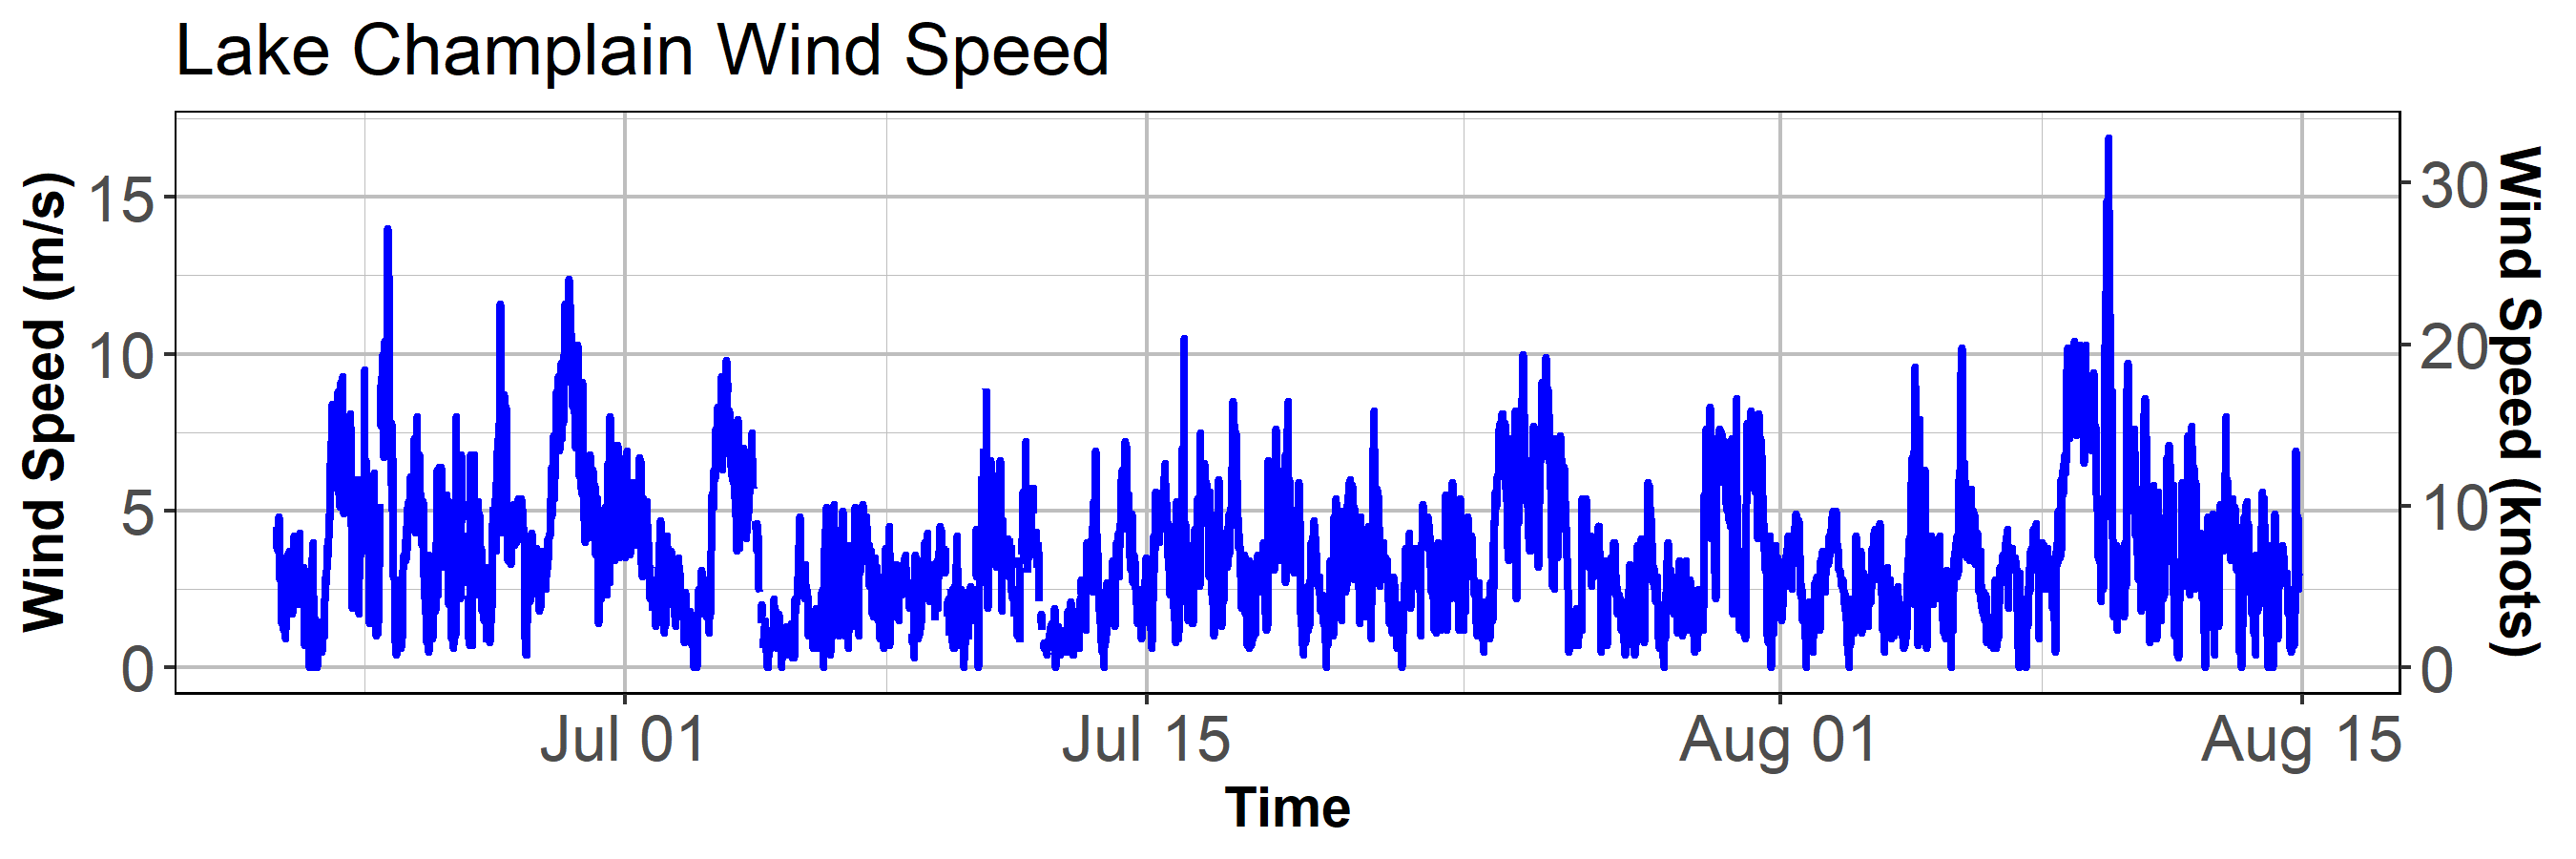 Lake Champlain Wind Speed
Wind Speed (m/s)
15
10
5
0
30
20
10
0
Wind Speed (knots)
Jul 01
Jul 15
Aug 01
Aug 15
Time